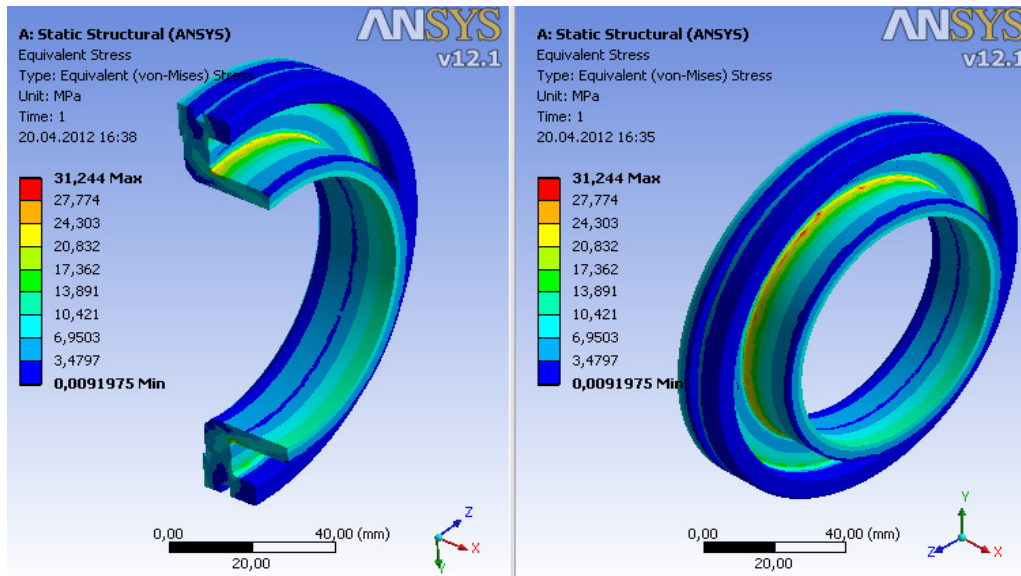 ANSYS
v12.1
A: Static Structural (ANSYS)
Equivalent Stress
Type: Equivalent (von-Mises) Stress
Unit: MPa
Time: 1
20.04.2012 16:38
31,244 Max
27,774
24,303
20,832
17,362
13,891
10,421
6,9503
3,4797
0,0091975 Min
0,00
40,00 (mm)
20,00
Z
X
Y
ANSYS
v12.1
A: Static Structural (ANSYS)
Equivalent Stress
Type: Equivalent (von-Mises) Stress
Unit: MPa
Time: 1
20.04.2012 16:35
31,244 Max
27,774
24,303
20,832
17,362
13,891
10,421
6,9503
3,4797
0,0091975 Min
0,00
40,00 (mm)
20,00
Y
Z
X